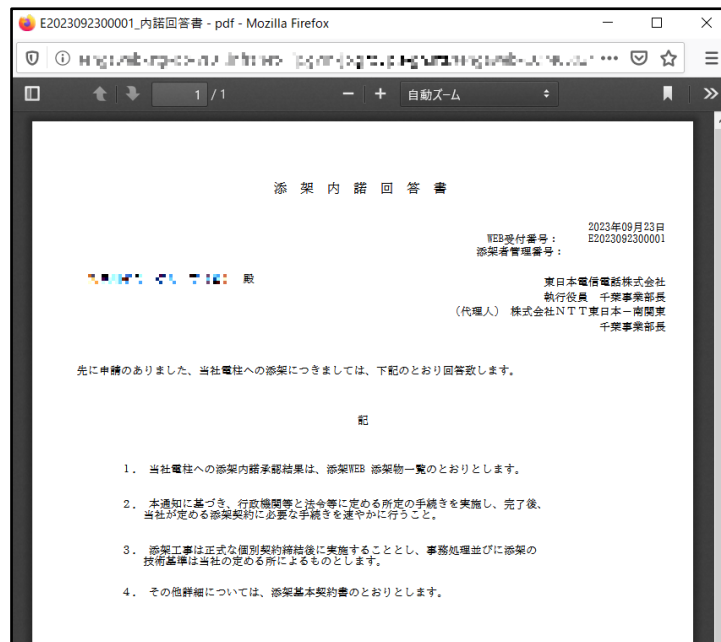 E2023092300001_内諾回答書 - pdf - Mozilla Firefox
1 / 1
自動ズーム
添 架 内 諾 回 答 書
2023年09月23日
WEB受付番号： E2023092300001
添架者管理番号：
殿
東日本電信電話株式会社
執行役員 千葉事業部長
（代理人） 株式会社ＮＴＴ東日本－南関東
千葉事業部長
先に申請のありました、当社電柱への添架につきましては、下記のとおり回答致します。
記
１． 当社電柱への添架内諾承認結果は、添架WEB 添架物一覧のとおりとします。
２． 本通知に基づき、行政機関等と法令等に定める所定の手続きを実施し、完了後、
当社が定める添架契約に必要な手続きを速やかに行うこと。
３． 添架工事は正式な個別契約締結後に実施することとし、事務処理並びに添架の
技術基準は当社の定める所によるものとします。
４． その他詳細については、添架基本契約書のとおりとします。